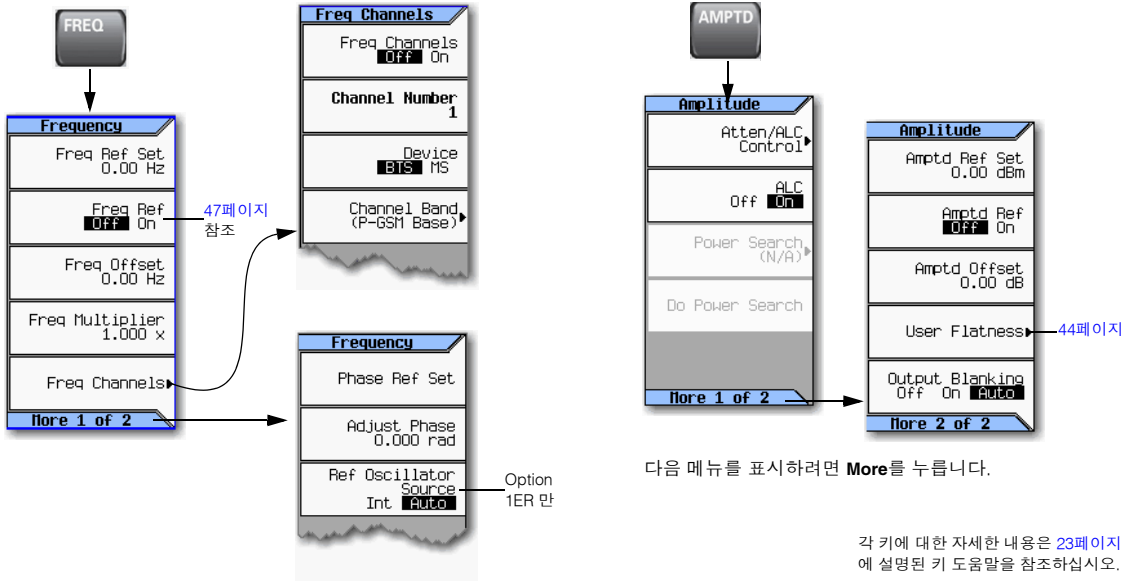 FREQ
Frequency
Freq Ref Set
0.00 Hz
Freq Ref
Off On
47페이지
참조
Freq Offset
0.00 Hz
Freq Multiplier
1.000 x
Freq Channels
More 1 of 2
Freq Channels
Freq Channels
Off On
Channel Number
1
Device
BTS MS
Channel Band
(P-GSM Base)
Frequency
Phase Ref Set
Adjust Phase
0.000 rad
Ref Oscillator
Source
Int Auto
Option
1ER 만
AMPTD
Amplitude
Atten/ALC
Control
ALC
Off On
Power Search
(N/A)
Do Power Search
More 1 of 2
Amplitude
Amptd Ref Set
0.00 dBm
Amptd Ref
Off On
Amptd Offset
0.00 dB
User Flatness
44페이지
Output Blanking
Off On Auto
More 2 of 2
다음 메뉴를 표시하려면 More를 누릅니다.
각 키에 대한 자세한 내용은 23페이지
에 설명된 키 도움말을 참조하십시오.